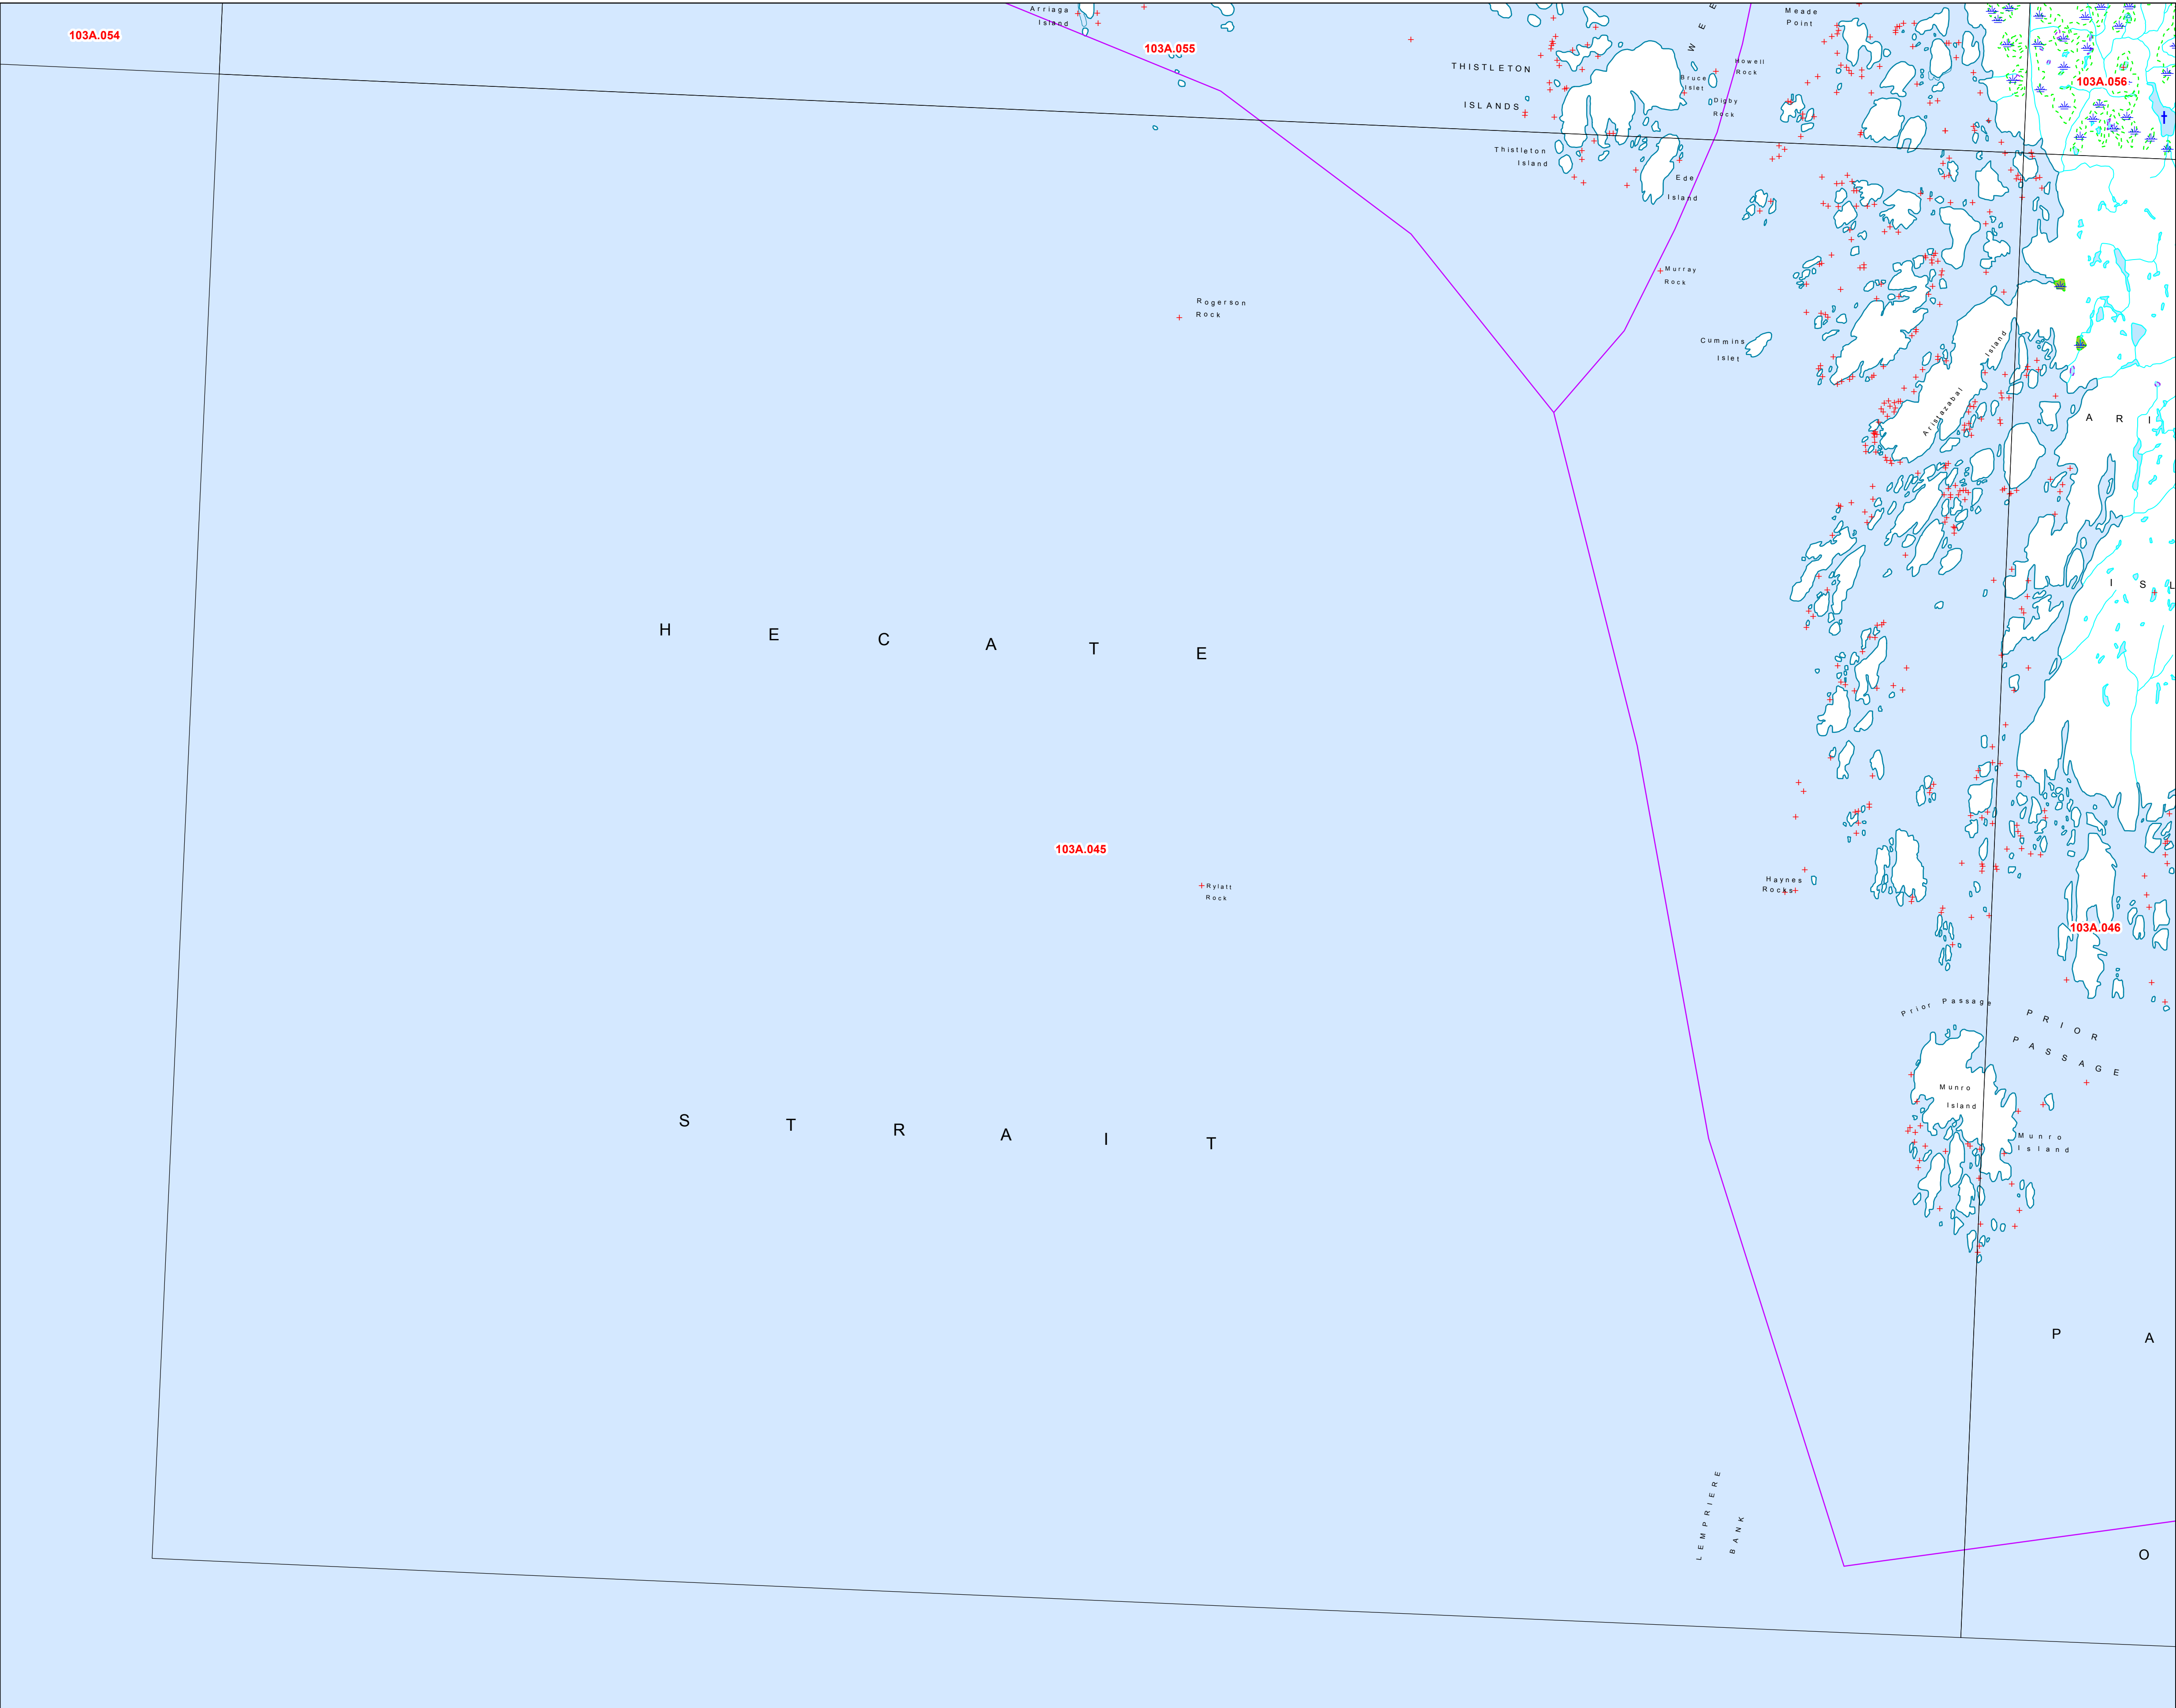 Arriaga
Island
Meade
Point
W E E
103A.054
103A.055
THISTLETON
ISLANDS
Howell
Rock
Bruce
Islet
Digby
Rock
103A.056
Thistleton
Island
Ede
Island
Murray
Rock
Rogerson
Rock
Cummins
Islet
Aristazabal Island
A R I
I S L
H E C A T E
103A.045
Rylatt
Rock
Haynes
Rocks
103A.046
Prior Passage
PRIOR
PASSAGE
Munro
Island
Munro
Island
S T R A I T
P A
LEMPRIERE
BANK
O